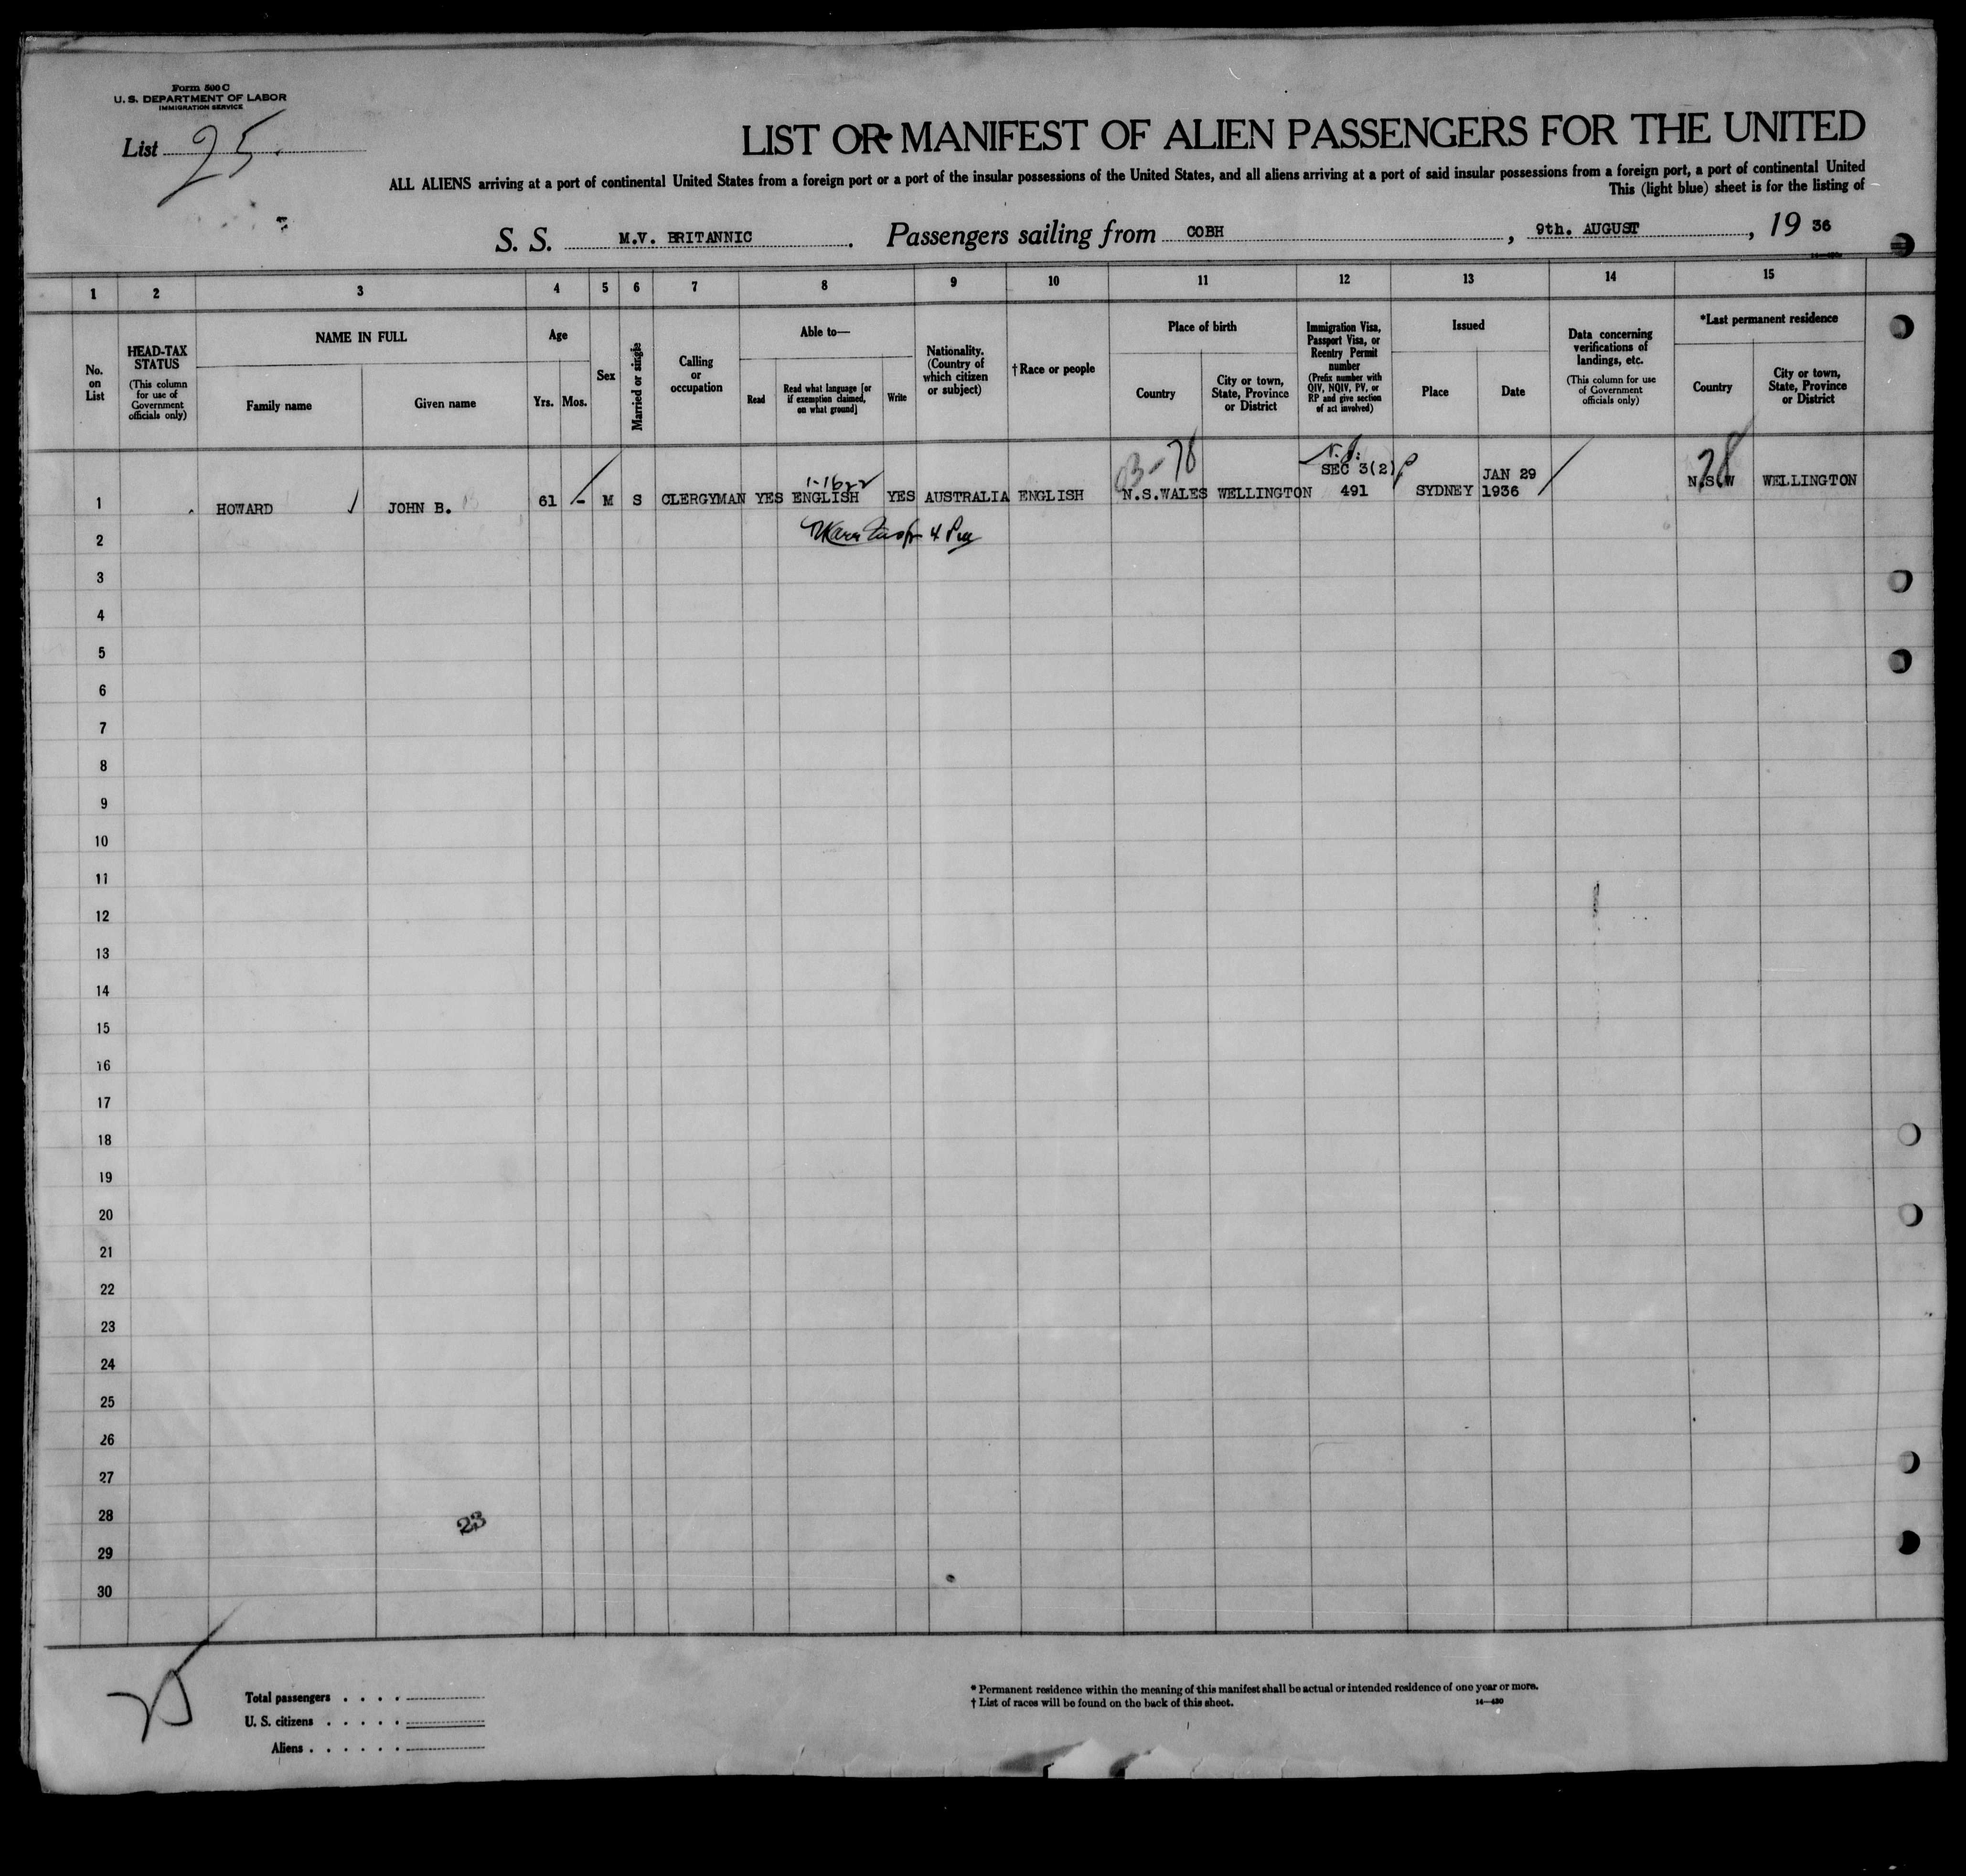 Form 500 C
U. S. DEPARTMENT OF LABOR
IMMIGRATION SERVICE
List 25.
LIST OR MANIFEST OF ALIEN PASSENGERS FOR THE UNITED
ALL ALIENS arriving at a port of continental United States from a foreign port or a port of the insular possessions of the United States, and all aliens arriving at a port of said insular possessions from a foreign port, a port of continental United
This (light blue) sheet is for the listing of
S. S. M.V. BRITANNIC . Passengers sailing from COBH , 9th. AUGUST , 19 36
1 2 3 4 5 6 7 8 9 10 11 12 13 14 15
No. on List
HEAD-TAX STATUS
(This column for use of Government officials only)
NAME IN FULL
Family name
Given name
Age
Yrs.
Mos.
Sex
Married or single
Calling or occupation
Able to—
Read
Read what language [or if exemption claimed, on what ground]
Write
Nationality. (Country of which citizen or subject)
†Race or people
Place of birth
Country
City or town, State, Province or District
Immigration Visa, Passport Visa, or Reentry Permit number
(Prefix number with QIV, NQIV, PV, or RP and give section of act involved)
Issued
Place
Date
Data concerning verifications of landings, etc.
(This column for use of Government officials only)
*Last permanent residence
Country
City or town, State, Province or District
B-78
SEC 3(2)
JAN 29
28
1 HOWARD JOHN B. 61 - M S CLERGYMAN YES ENGLISH YES AUSTRALIA ENGLISH N.S.WALES WELLINGTON 491 SYDNEY 1936 N.S.W WELLINGTON
2
3
4
5
6
7
8
9
10
11
12
13
14
15
16
17
18
19
20
21
22
23
24
25
26
27
28
23
29
30
25
Total passengers . . . .
U. S. citizens . . . . .
Aliens . . . . . .
* Permanent residence within the meaning of this manifest shall be actual or intended residence of one year or more.
† List of races will be found on the back of this sheet.
14—430